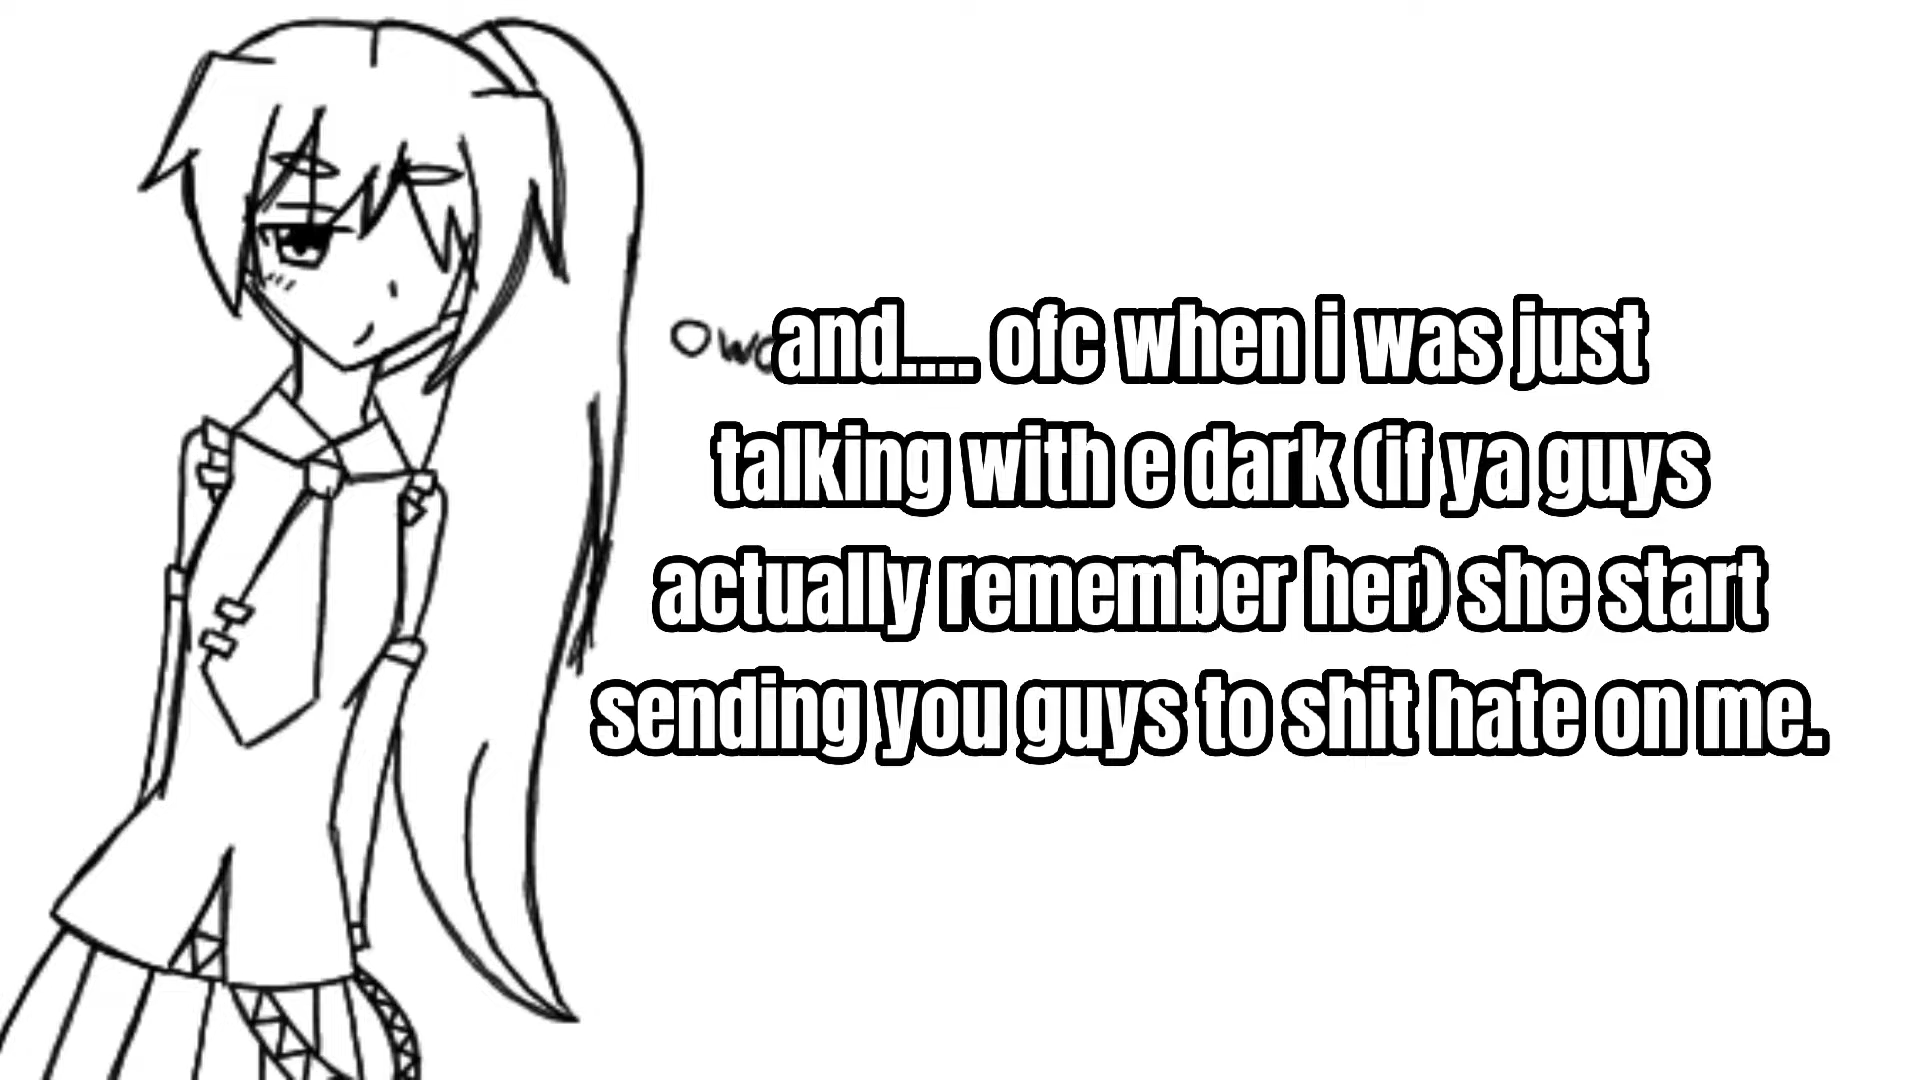 and.... ofc when i was just
talking with e dark (if ya guys
actually remember her) she start
sending you guys to shit hate on me.